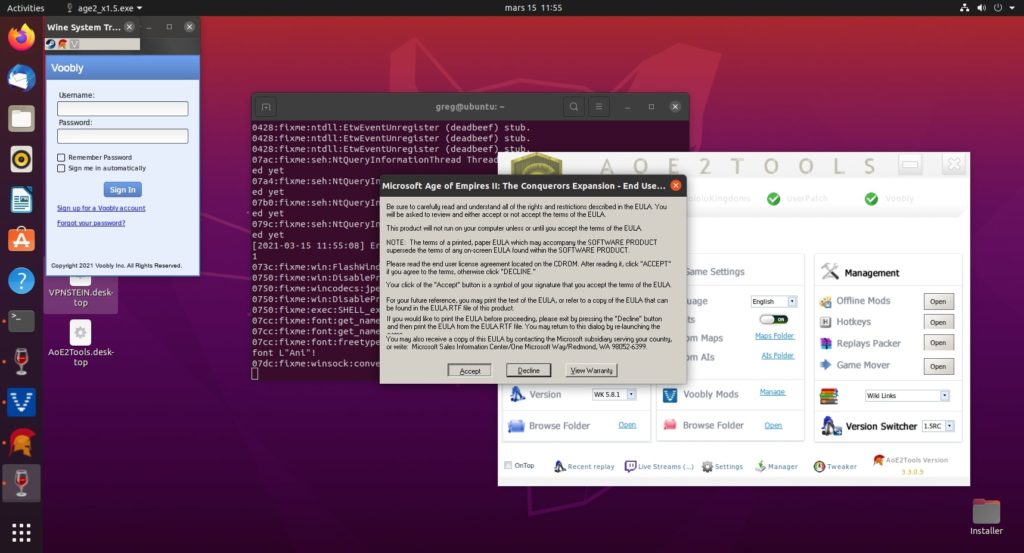 Activities
age2_x1.5.exe
mars 15 11:55
Wine System Tr...
Voobly
Username:
Password:
Remember Password
Sign me in automatically
Sign In
Sign up for a Voobly account
Forgot your password?
Copyright 2021 Voobly Inc. All Rights Reserved.
VPNSTEIN.desk-
top
AoE2Tools.desk-
top
greg@ubuntu: ~
0428:fixme:ntdll:EtwEventUnregister (deadbeef) stub.
0428:fixme:ntdll:EtwEventUnregister (deadbeef) stub.
0428:fixme:ntdll:EtwEventUnregister (deadbeef) stub.
07ac:fixme:seh:NtQueryInformationThread Thread
ed yet
07a4:fixme:seh:NtQueryIn
ed yet
07b0:fixme:seh:NtQueryIn
ed yet
079c:fixme:seh:NtQueryIn
ed yet
[2021-03-15 11:55:08] E
1
073c:fixme:win:FlashWind
0750:fixme:win:DisablePr
0750:fixme:wincodecs:jpe
0750:fixme:win:DisablePr
0750:fixme:exec:SHELL_ex
07cc:fixme:font:get_name
07cc:fixme:font:get_name
07cc:fixme:font:freetype
font L"Ani"!
07dc:fixme:winsock:conve
Microsoft Age of Empires II: The Conquerors Expansion - End Use...
Be sure to carefully read and understand all of the rights and restrictions described in the EULA. You
will be asked to review and either accept or not accept the terms of the EULA.
This product will not run on your computer unless or until you accept the terms of the EULA.
NOTE: The terms of a printed, paper EULA which may accompany the SOFTWARE PRODUCT
supersede the terms of any on-screen EULA found within the SOFTWARE PRODUCT.
Please read the end user license agreement located on the CDROM. After reading it, click "ACCEPT"
if you agree to the terms, otherwise click "DECLINE."
Your click of the "Accept" button is a symbol of your signature that you accept the terms of the EULA.
For your future reference, you may print the text of the EULA, or refer to a copy of the EULA that can
be found in the EULA.RTF file of this product.
If you would like to print the EULA before proceeding, please exit by pressing the "Decline" button
and then print the EULA from the EULA.RTF file. You may return to this dialog by re-launching the
You may also receive a copy of this EULA by contacting the Microsoft subsidiary serving your country,
or write: Microsoft Sales Information Center/One Microsoft Way/Redmond, WA 98052-6399.
Accept
Decline
View Warranty
AOE2TOOLS
ololoKingdoms
UserPatch
Voobly
Game Settings
uage
English
ts
ON
om Maps
Maps Folder
om AIs
AIs Folder
Version
WK 5.8.1
Voobly Mods
Manage
Browse Folder
Open
Browse Folder
Open
Management
Offline Mods
Open
Hotkeys
Open
Replays Packer
Open
Game Mover
Open
Wiki Links
Version Switcher
1.5RC
OnTop
Recent replay
Live Streams (...)
Settings
Manager
Tweaker
AoE2Tools Version
3.3.0.9
Installer